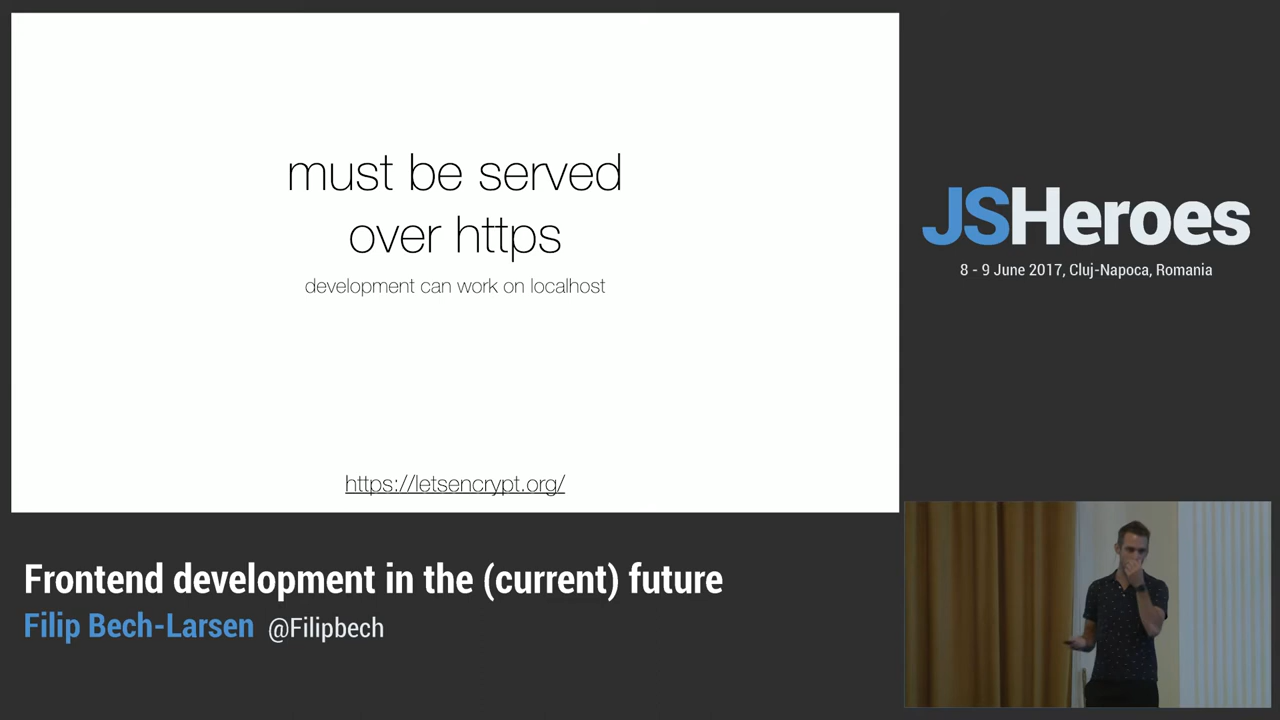 must be served
over https
development can work on localhost
https://letsencrypt.org/
JSHeroes
8 - 9 June 2017, Cluj-Napoca, Romania
Frontend development in the (current) future
Filip Bech-Larsen @Filipbech